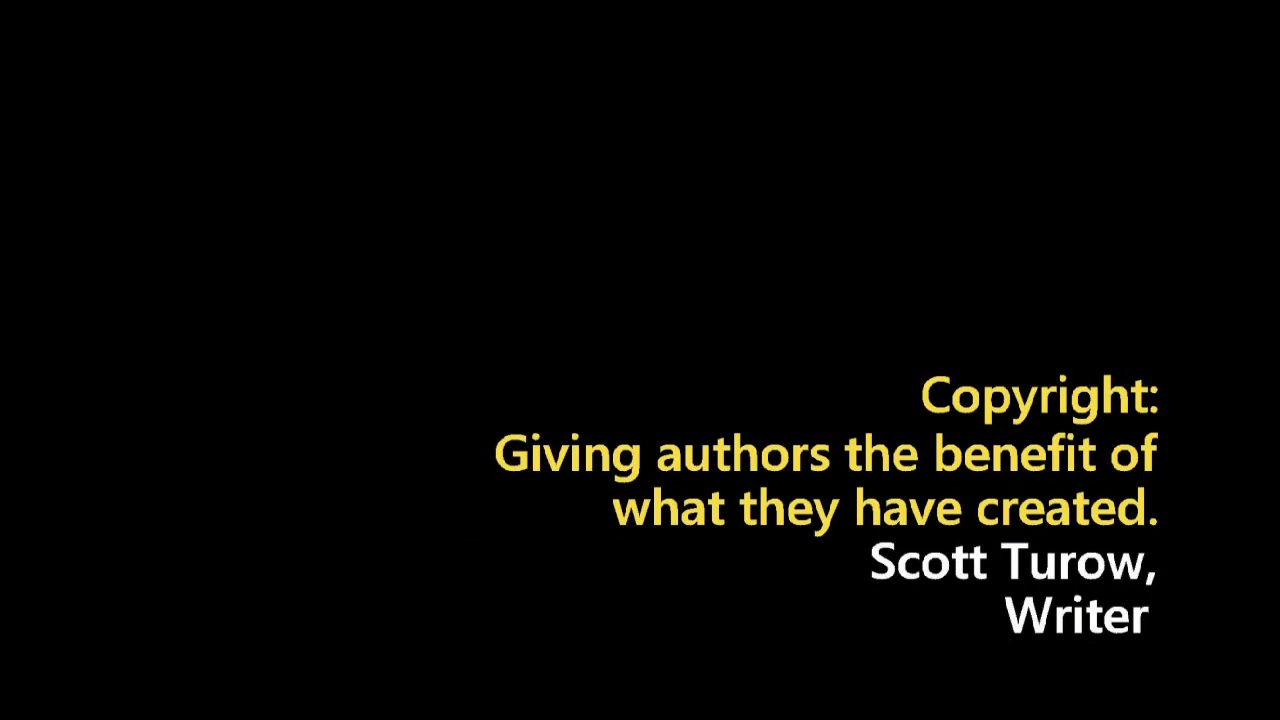 Copyright:
Giving authors the benefit of
what they have created.
Scott Turow,
Writer